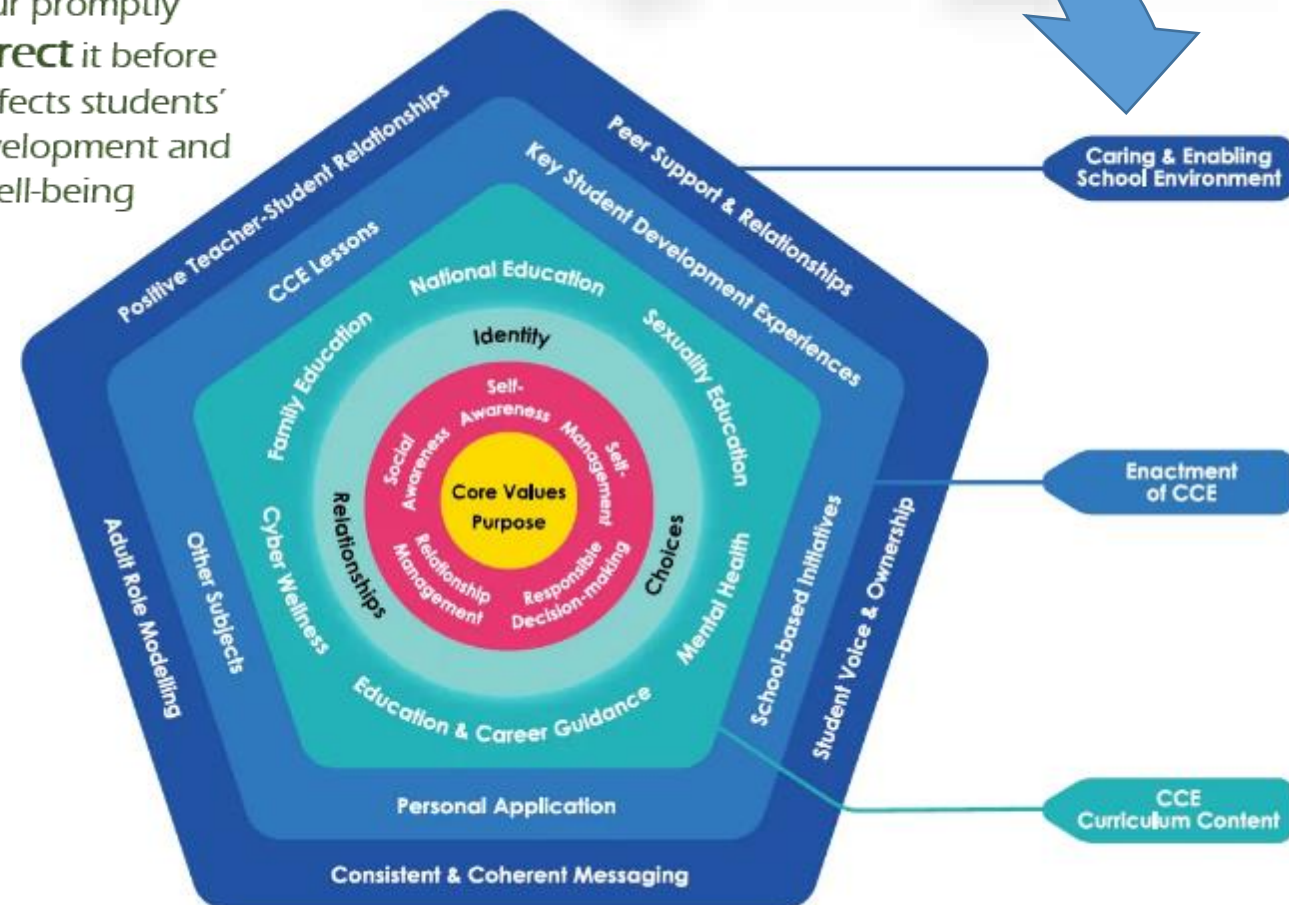 ur promptly
rect it before
ffects students'
velopment and
ell-being
Positive Teacher-Student Relationships
Peer Support & Relationships
Student Voice & Ownership
Consistent & Coherent Messaging
Adult Role Modelling
CCE Lessons
Key Student Development Experiences
School-based Initiatives
Personal Application
Other Subjects
National Education
Sexuality Education
Mental Health
Education & Career Guidance
Cyber Wellness
Family Education
Identity
Choices
Relationships
Self-
Awareness
Self-
Management
Responsible
Decision-making
Relationship
Management
Social
Awareness
Core Values
Purpose
Caring & Enabling
School Environment
Enactment
of CCE
CCE
Curriculum Content